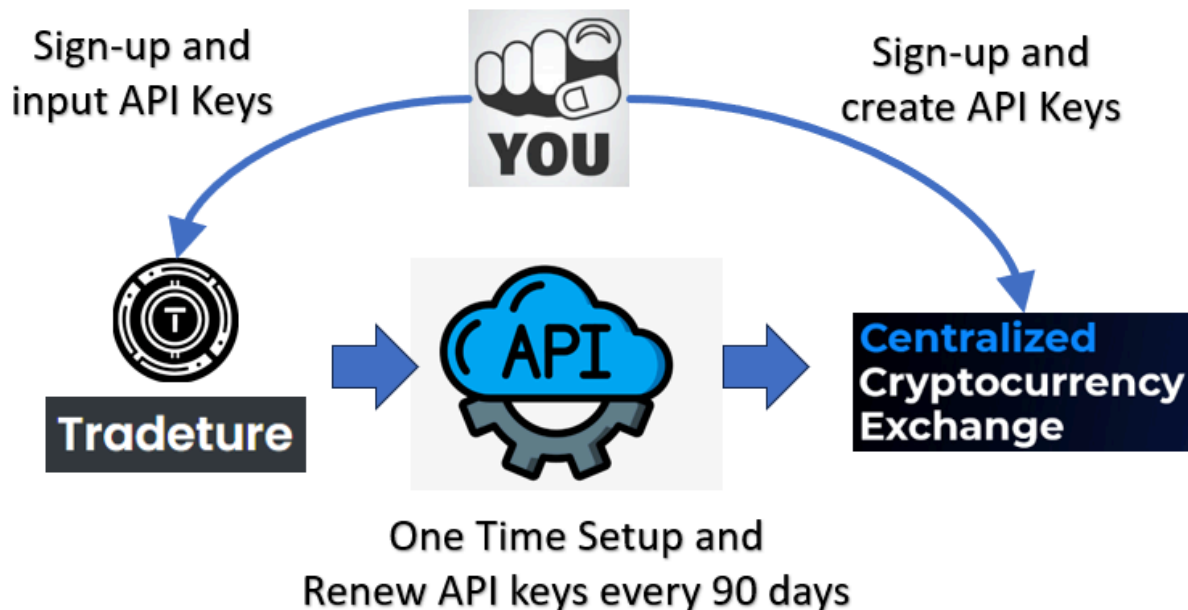 Sign-up and
input API Keys
YOU
Sign-up and
create API Keys
T
Tradeture
API
Centralized
Cryptocurrency
Exchange
One Time Setup and
Renew API keys every 90 days